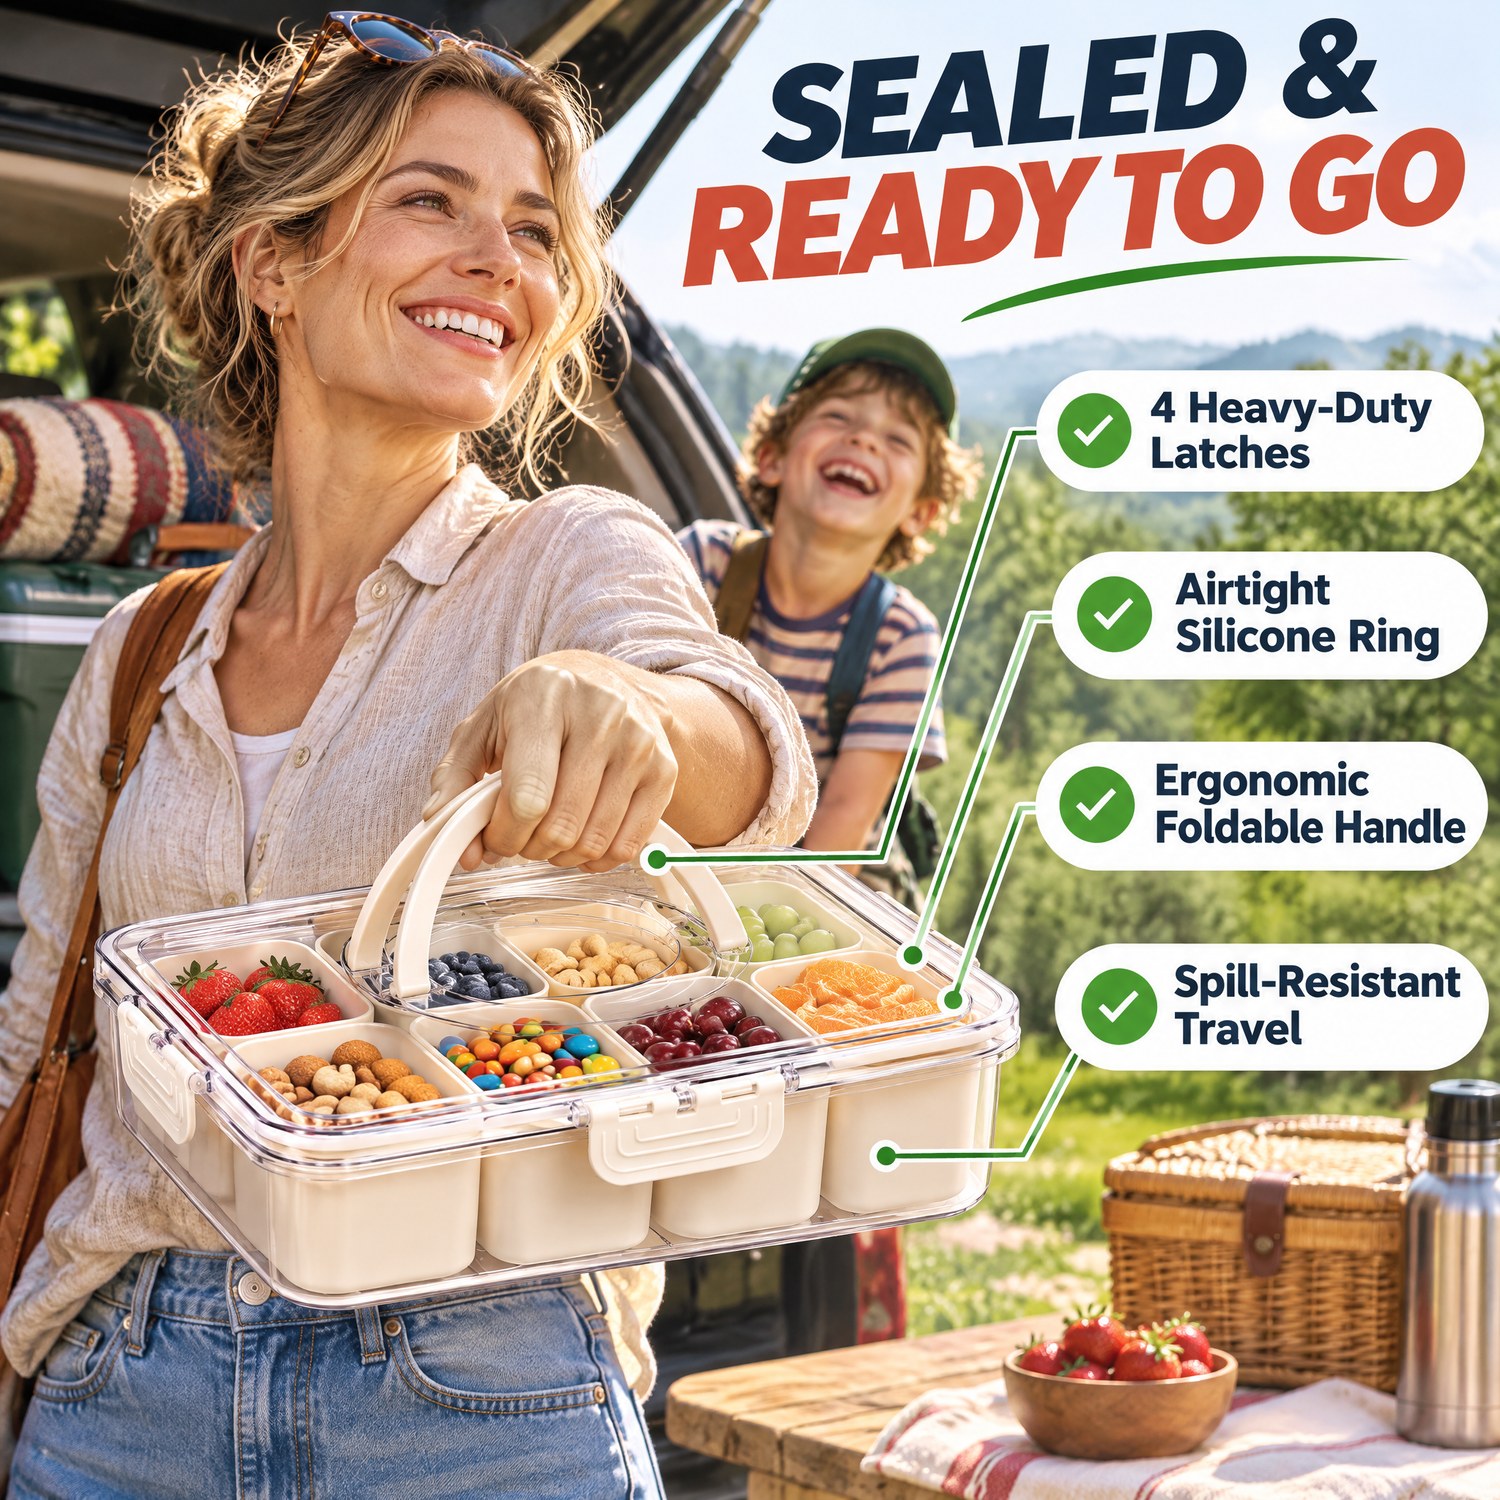 SEALED &
READY TO GO
4 Heavy-Duty
Latches
Airtight
Silicone Ring
Ergonomic
Foldable Handle
Spill-Resistant
Travel